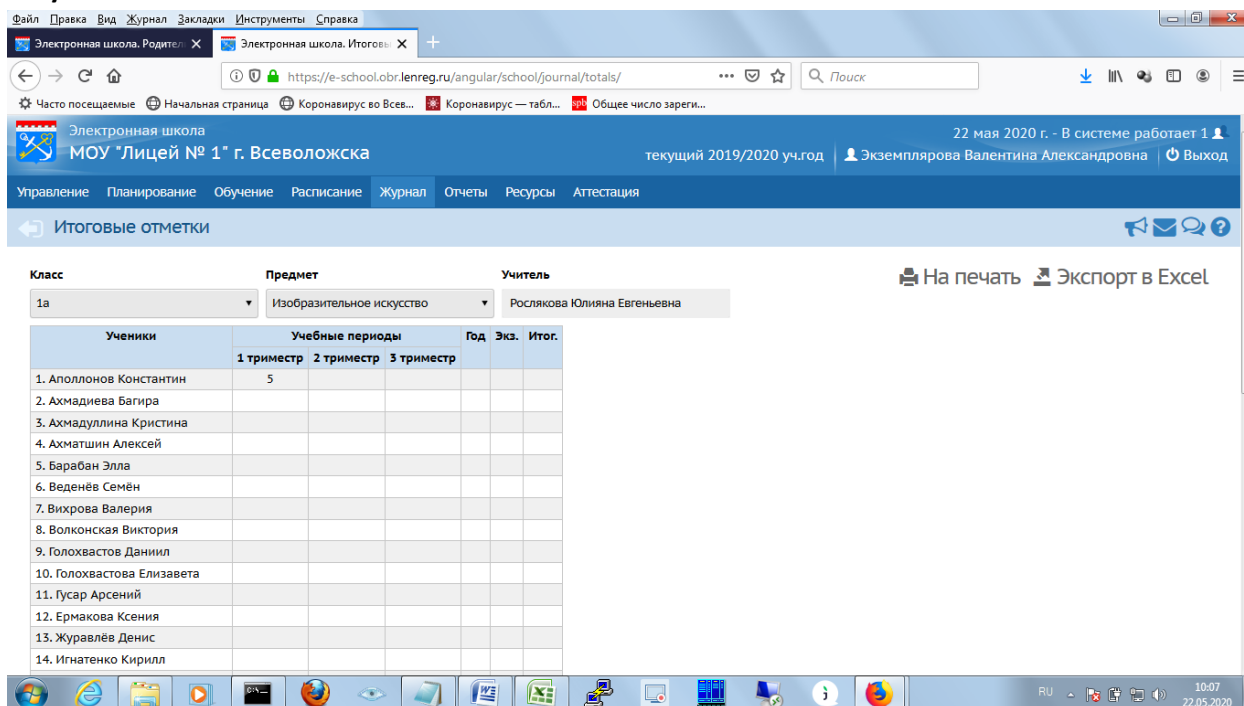 Файл Правка Вид Журнал Закладки Инструменты Справка
Электронная школа. Родител
Электронная школа. Итоговы
https://e-school.obr.lenreg.ru/angular/school/journal/totals/
Поиск
Часто посещаемые Начальная страница Коронавирус во Всев... Коронавирус — табл... Общее число зареги...
Электронная школа
МОУ "Лицей № 1" г. Всеволожска
22 мая 2020 г. - В системе работает 1
текущий 2019/2020 уч.год Экземплярова Валентина Александровна Выход
Управление Планирование Обучение Расписание Журнал Отчеты Ресурсы Аттестация
Итоговые отметки
Класс Предмет Учитель
На печать Экспорт в Excel
1а Изобразительное искусство Рослякова Юлияна Евгеньевна
Ученики Учебные периоды Год Экз. Итог.
1 триместр 2 триместр 3 триместр
1. Аполлонов Константин 5
2. Ахмадиева Багира
3. Ахмадуллина Кристина
4. Ахматшин Алексей
5. Барабан Элла
6. Веденёв Семён
7. Вихрова Валерия
8. Волконская Виктория
9. Голохвастов Даниил
10. Голохвастова Елизавета
11. Гусар Арсений
12. Ермакова Ксения
13. Журавлёв Денис
14. Игнатенко Кирилл
RU
10:07
22.05.2020